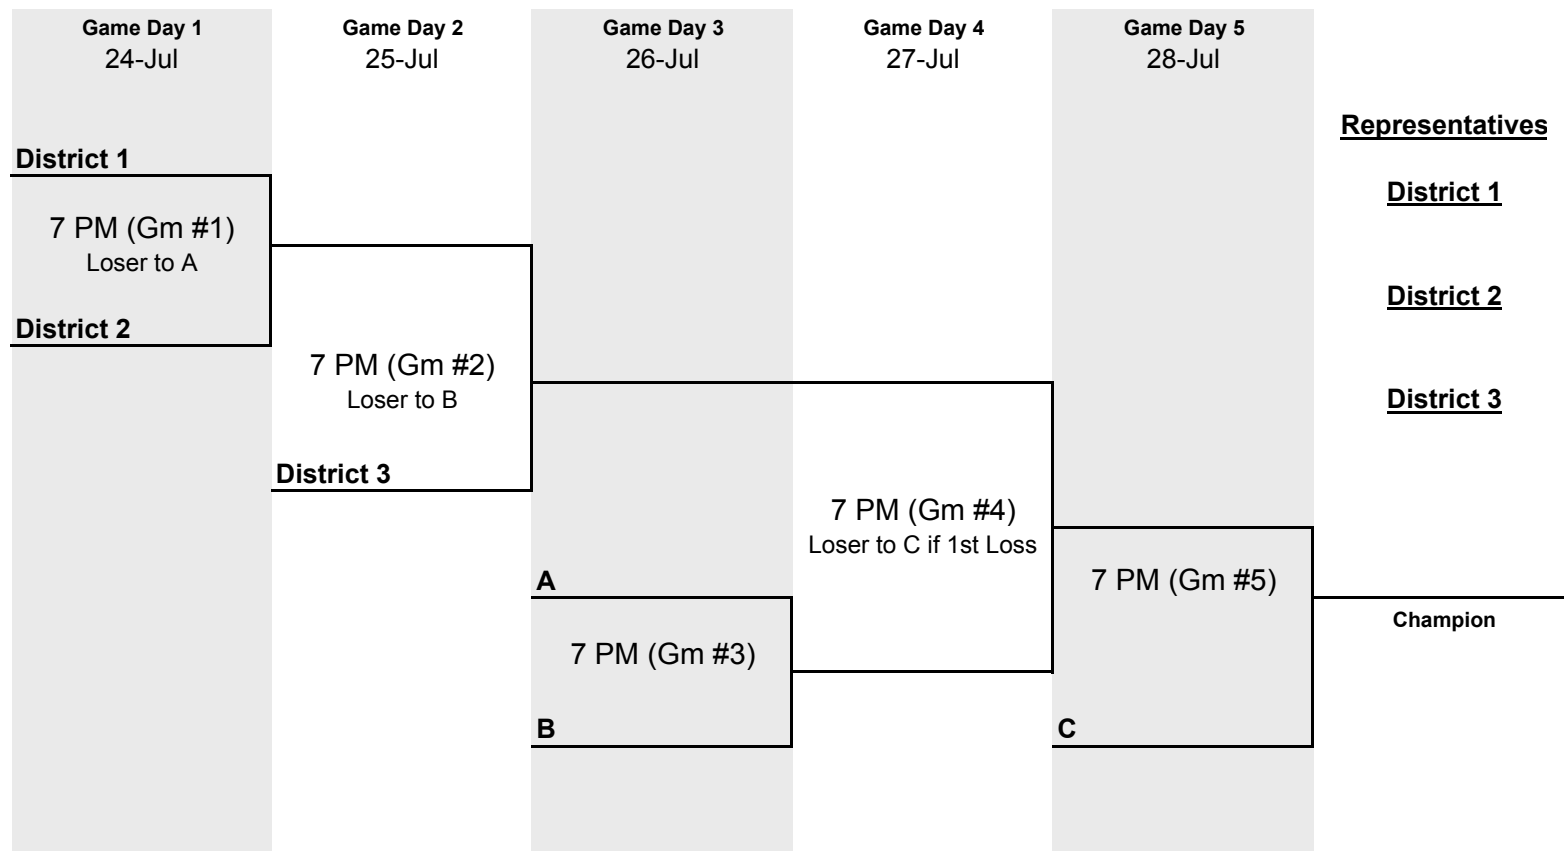 Game Day 1
24-Jul
Game Day 2
25-Jul
Game Day 3
26-Jul
Game Day 4
27-Jul
Game Day 5
28-Jul
District 1
7 PM (Gm #1)
Loser to A
District 2
7 PM (Gm #2)
Loser to B
District 3
A
7 PM (Gm #3)
B
7 PM (Gm #4)
Loser to C if 1st Loss
7 PM (Gm #5)
C
Champion
Representatives
District 1
District 2
District 3